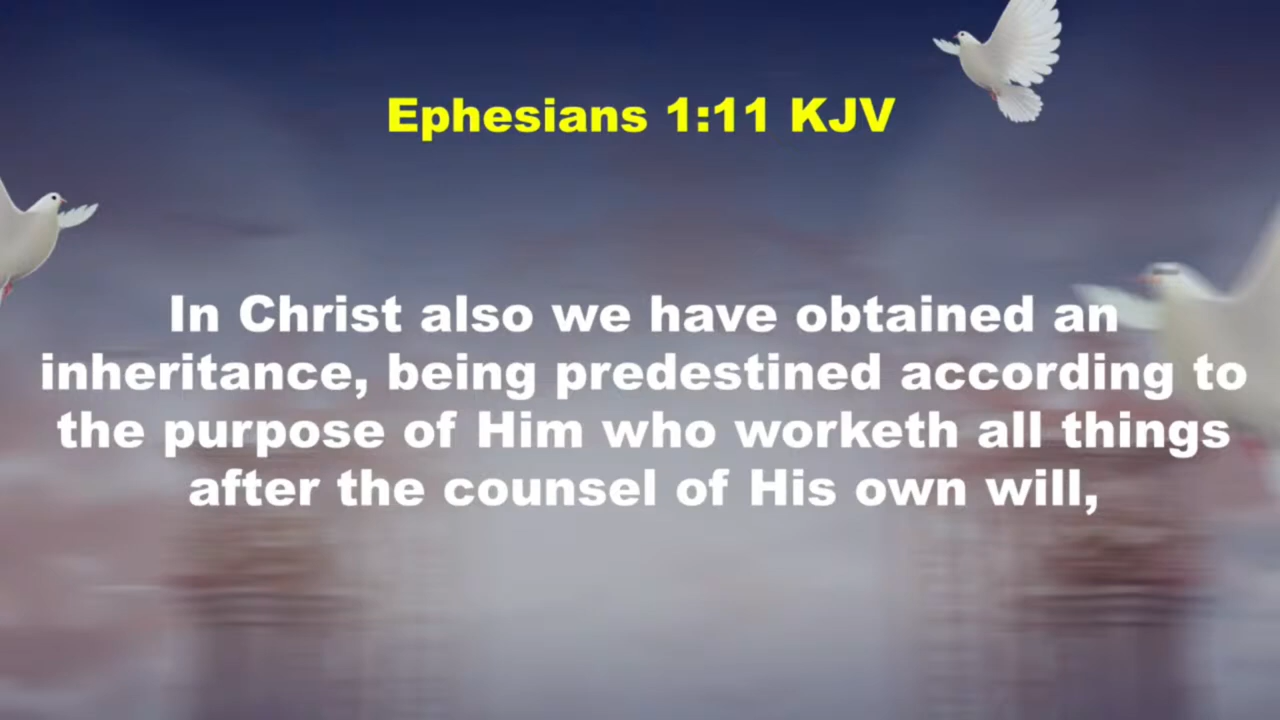 Ephesians 1:11 KJV
In Christ also we have obtained an
inheritance, being predestined according to
the purpose of Him who worketh all things
after the counsel of His own will,